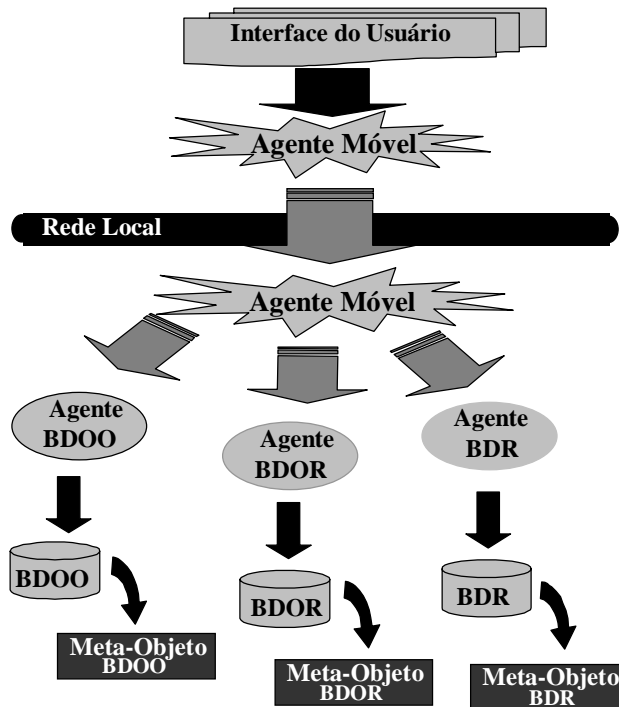 Interface do Usuário
Agente Móvel
Rede Local
Agente Móvel
Agente
BDOO
Agente
BDOR
Agente
BDR
BDOO
BDOR
BDR
Meta-Objeto
BDOO
Meta-Objeto
BDOR
Meta-Objeto
BDR